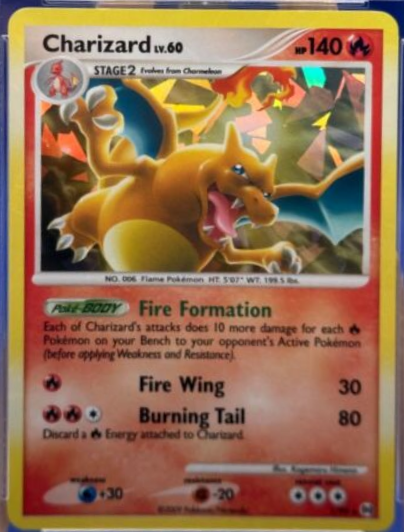 Charizard LV.60 HP 140
STAGE 2 Evolves from Charmeleon
NO. 006 Flame Pokémon HT: 5'07" WT: 199.5 lbs.
Poké-BODY Fire Formation
Each of Charizard's attacks does 10 more damage for each
Pokémon on your Bench to your opponent's Active Pokémon
(before applying Weakness and Resistance).
Fire Wing 30
Burning Tail 80
Discard a Energy attached to Charizard.
Illus. Kagemaru Himeno
weakness resistance retreat cost
+30 -20
©2009 Pokémon/Nintendo